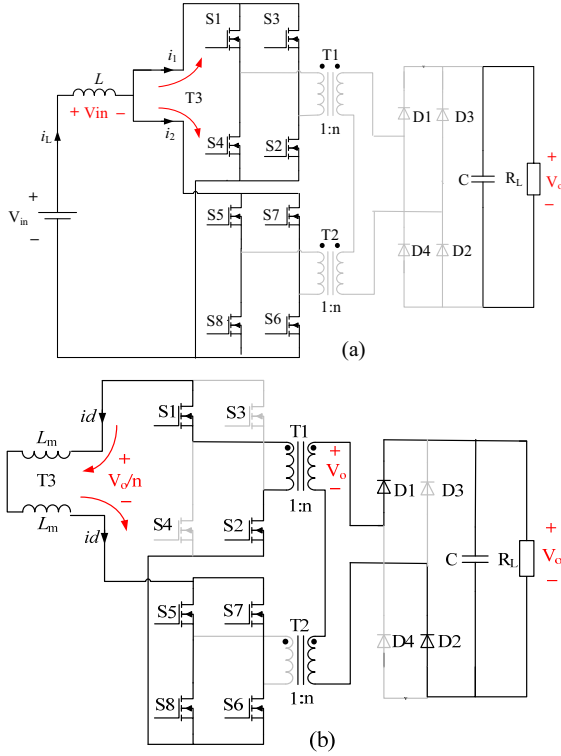 S1 S3
i1
T1
L
T3
+ Vin −
1:n
D1 D3
iL
i2
S4 S2
+
C RL Vo
−
+
Vin
−
S5 S7
T2
D4 D2
1:n
S8 S6
(a)
id
S1 S3
T1
Lm
+
T3 Vo/n
−
+
Vo
−
D1 D3
Lm
S4 S2
1:n
+
C RL Vo
−
id
S5 S7
T2
D4 D2
1:n
S8 S6
(b)